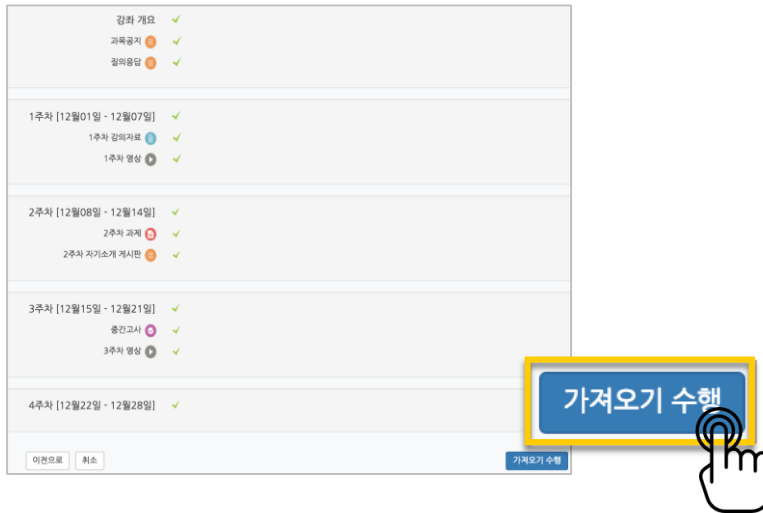 강좌 개요
과목공지
질의응답
1주차 [12월01일 - 12월07일]
1주차 강의자료
1주차 영상
2주차 [12월08일 - 12월14일]
2주차 과제
2주차 자기소개 게시판
3주차 [12월15일 - 12월21일]
중간고사
3주차 영상
4주차 [12월22일 - 12월28일]
가져오기 수행
이전으로 취소 가져오기 수행